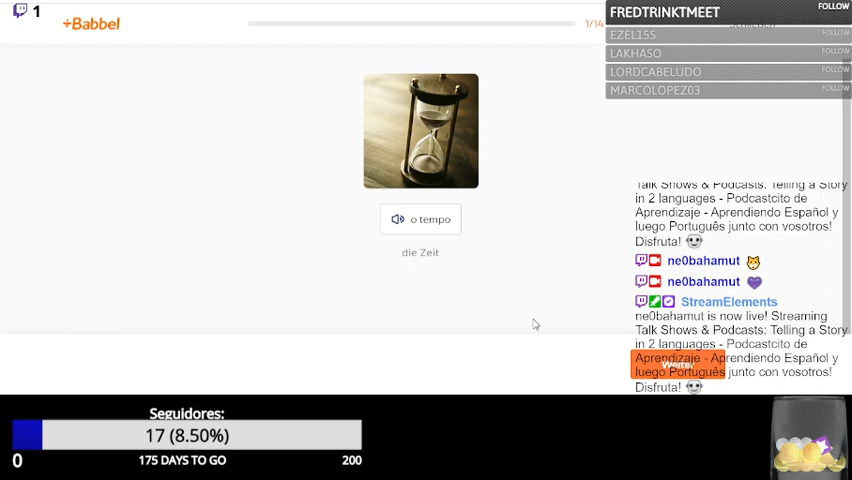 1
+Babbel
1/14
FREDTRINKTMEET FOLLOW
EZEL155 FOLLOW
LAKHASO FOLLOW
LORDCABELUDO FOLLOW
MARCOLOPEZ03 FOLLOW
o tempo
die Zeit
Talk Shows & Podcasts: Telling a Story
in 2 languages - Podcastcito de
Aprendizaje - Aprendiendo Español y
luego Português junto con vosotros!
Disfruta!
ne0bahamut
ne0bahamut
StreamElements
ne0bahamut is now live! Streaming
Talk Shows & Podcasts: Telling a Story
in 2 languages - Podcastcito de
Aprendizaje - Aprendiendo Español y
luego Português junto con vosotros!
Disfruta!
Weiter
Seguidores:
17 (8.50%)
0 175 DAYS TO GO 200